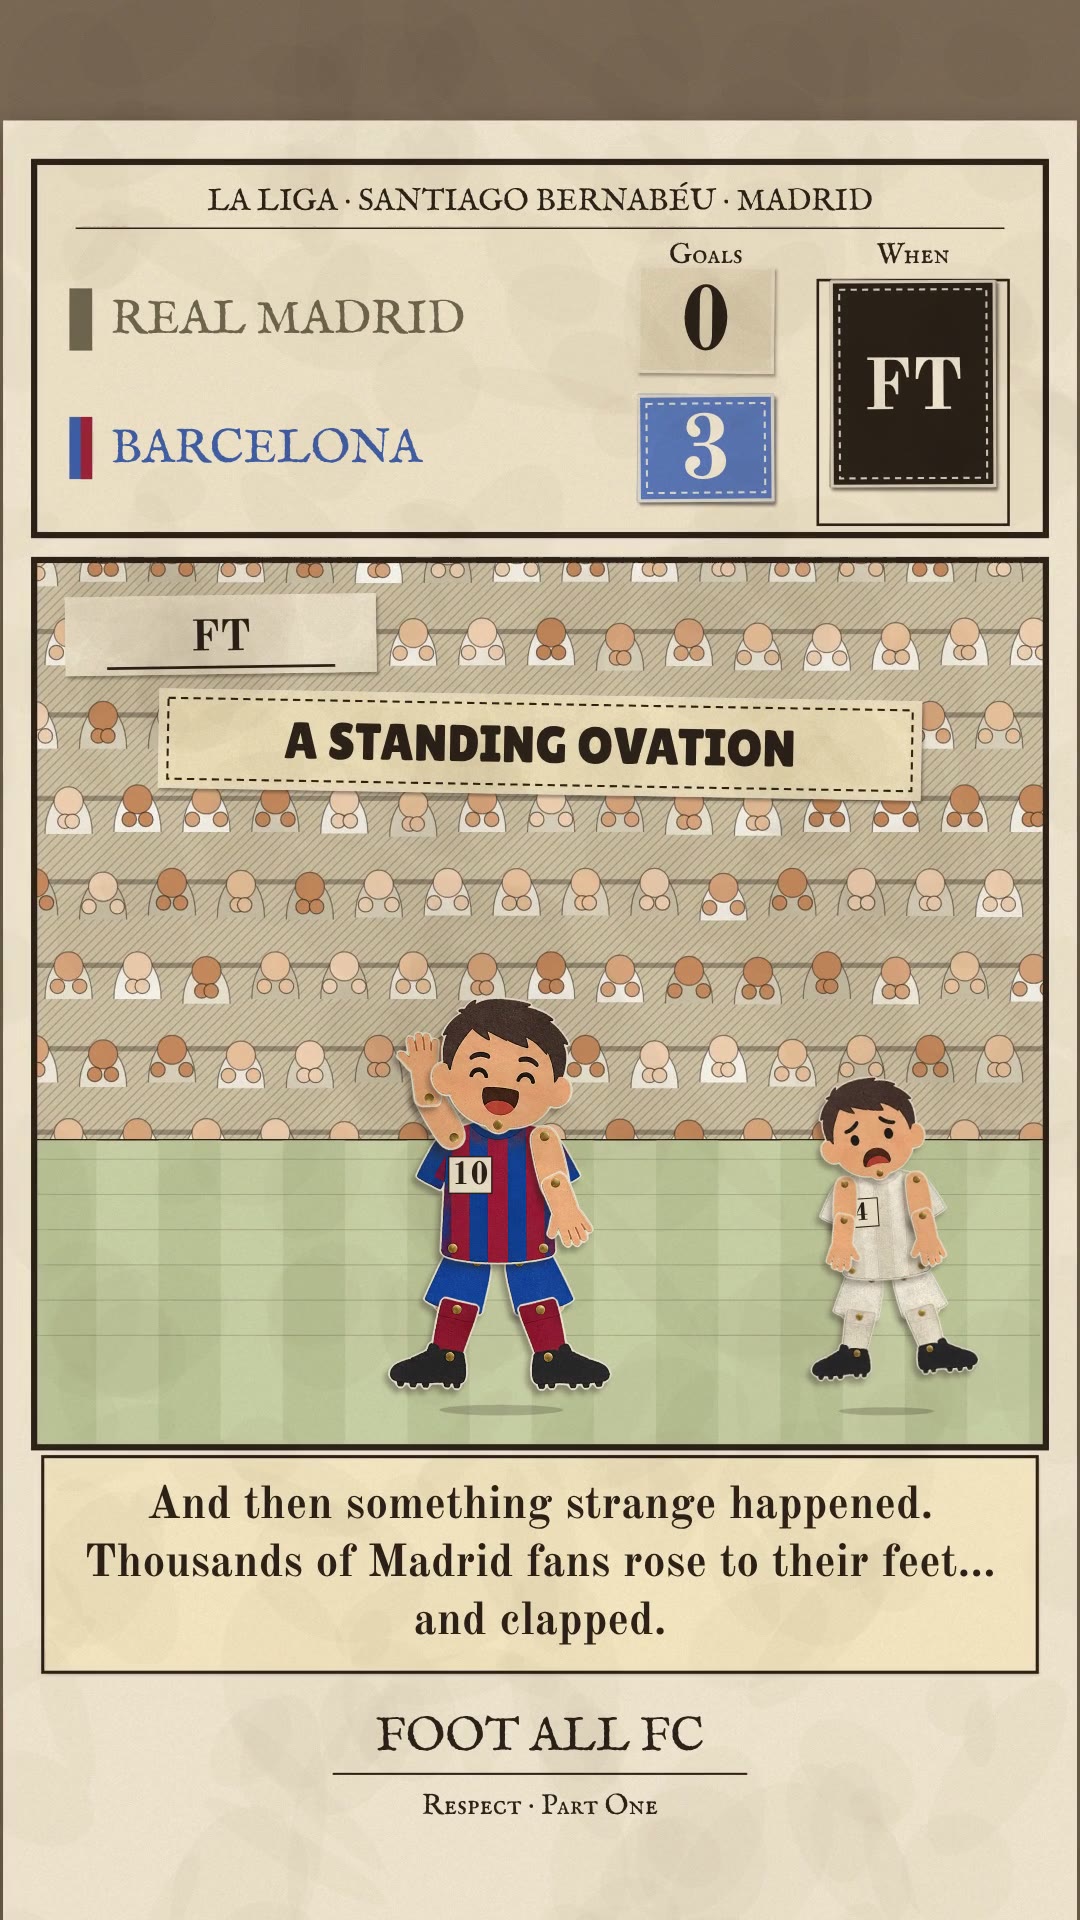 LA LIGA · SANTIAGO BERNABÉU · MADRID
Goals
When
REAL MADRID
0
FT
BARCELONA
3
FT
A STANDING OVATION
10
4
And then something strange happened.
Thousands of Madrid fans rose to their feet...
and clapped.
FOOT ALL FC
Respect · Part One